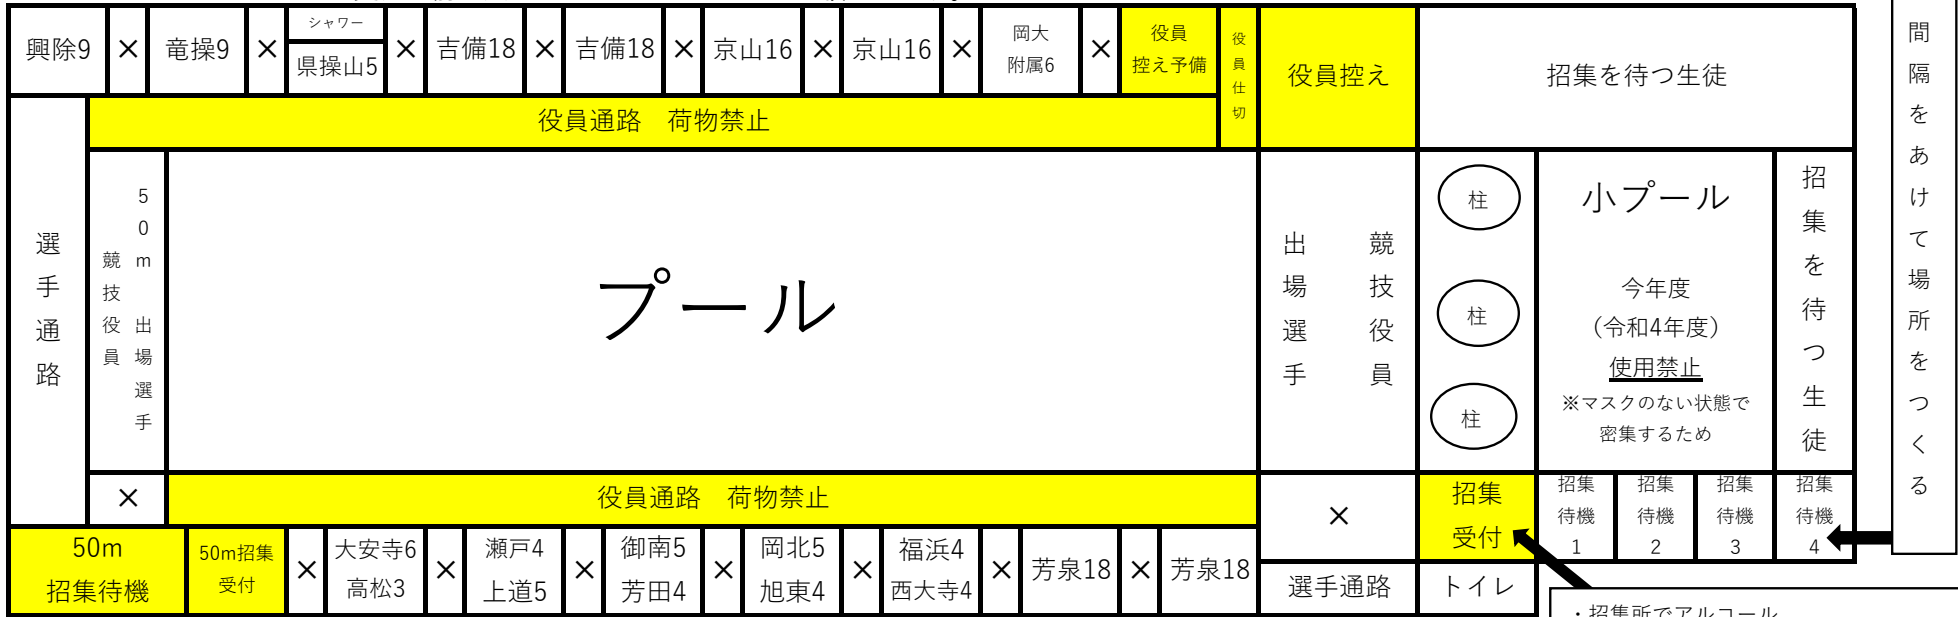 興除9
×
竜操9
×
シャワー
県操山5
×
吉備18
×
吉備18
×
京山16
×
京山16
×
岡大
附属6
×
役員
控え予備
役員仕切
役員控え
招集を待つ生徒
間隔をあけて場所をつくる
役員通路　荷物禁止
選手通路
50m　出場選手
競技役員
プール
出場選手
競技役員
柱
柱
柱
小プール
今年度
（令和4年度）
使用禁止
※マスクのない状態で
密集するため
招集を待つ生徒
×
役員通路　荷物禁止
×
招集
受付
招集
待機
1
招集
待機
2
招集
待機
3
招集
待機
4
50m
招集待機
50m招集
受付
×
大安寺6
高松3
×
瀬戸4
上道5
×
御南5
芳田4
×
岡北5
旭東4
×
福浜4
西大寺4
×
芳泉18
×
芳泉18
選手通路
トイレ
・招集所でアルコール